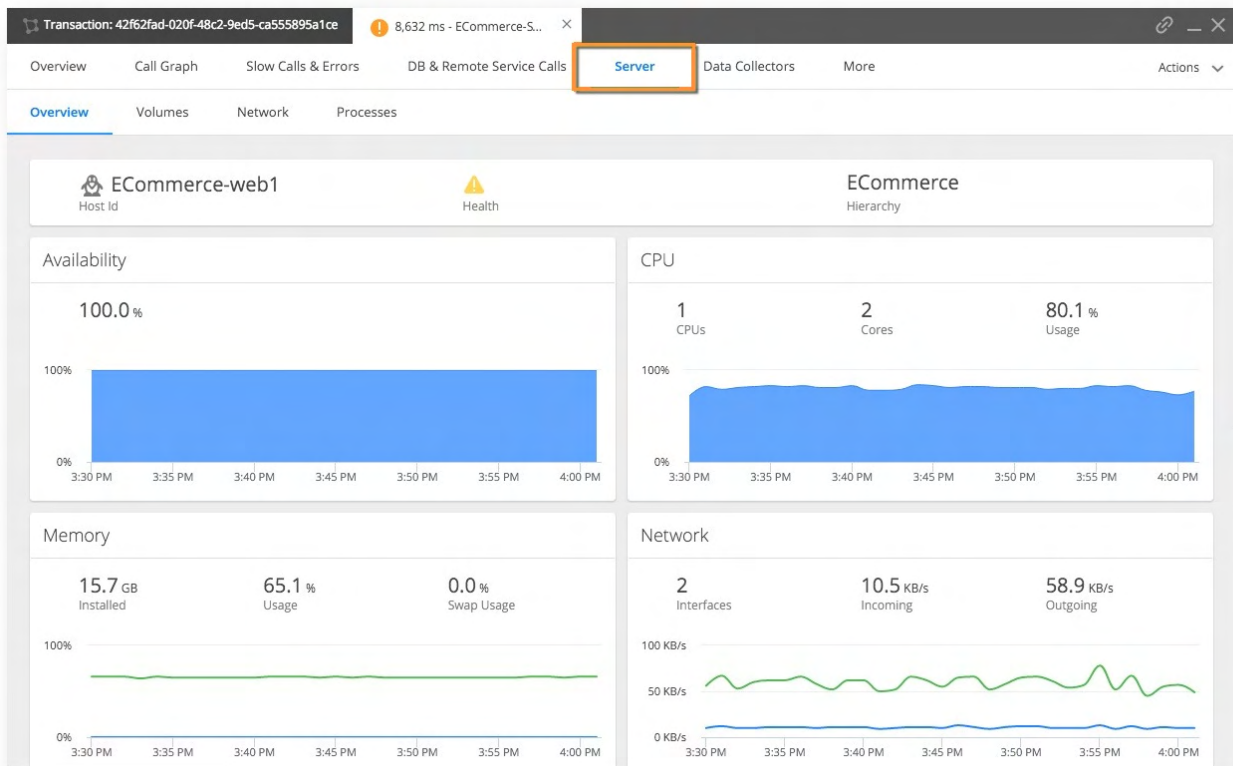 Transaction: 42f62fad-020f-48c2-9ed5-ca555895a1ce
8,632 ms - ECommerce-S...
Overview Call Graph Slow Calls & Errors DB & Remote Service Calls Server Data Collectors More Actions
Overview Volumes Network Processes
ECommerce-web1 ECommerce
Host Id Health Hierarchy
Availability
100.0 %
100%
0%
3:30 PM 3:35 PM 3:40 PM 3:45 PM 3:50 PM 3:55 PM 4:00 PM
CPU
1 2 80.1 %
CPUs Cores Usage
100%
0%
3:30 PM 3:35 PM 3:40 PM 3:45 PM 3:50 PM 3:55 PM 4:00 PM
Memory
15.7 GB 65.1 % 0.0 %
Installed Usage Swap Usage
100%
0%
3:30 PM 3:35 PM 3:40 PM 3:45 PM 3:50 PM 3:55 PM 4:00 PM
Network
2 10.5 KB/s 58.9 KB/s
Interfaces Incoming Outgoing
100 KB/s
50 KB/s
0 KB/s
3:30 PM 3:35 PM 3:40 PM 3:45 PM 3:50 PM 3:55 PM 4:00 PM